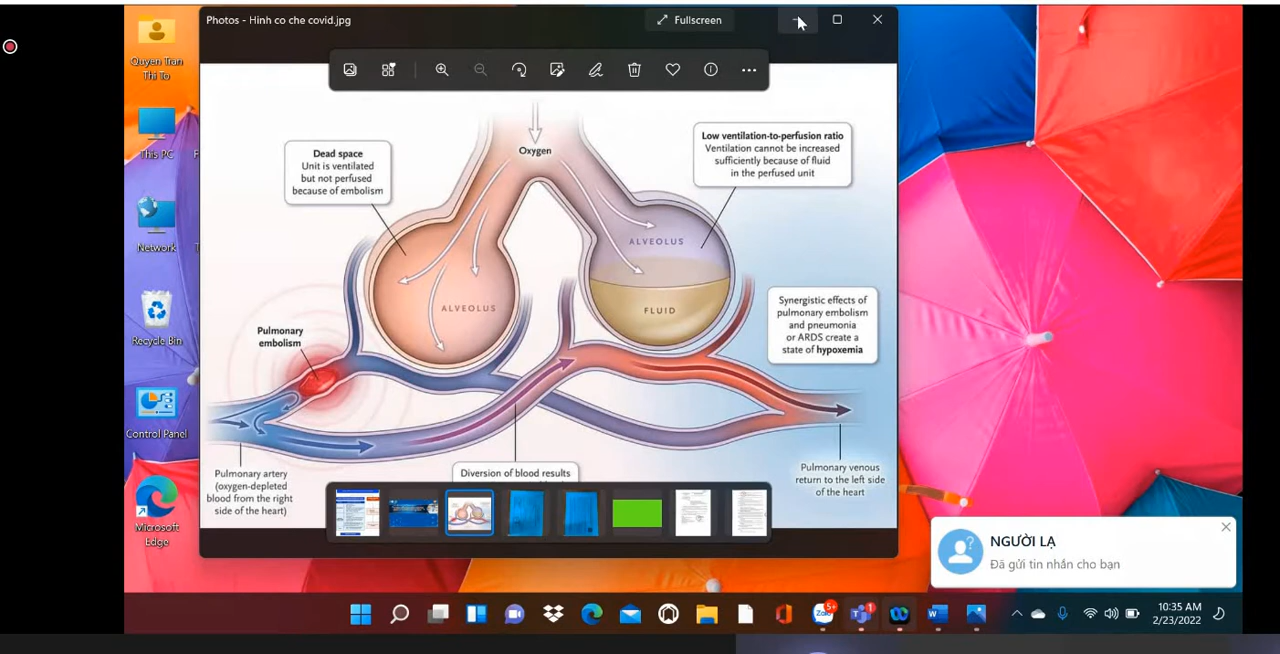 Photos - Hinh co che covid.jpg
Fullscreen
Quyen Tran
Thi To
This PC
Network
Recycle Bin
Control Panel
Microsoft
Edge
Oxygen
Dead space
Unit is ventilated
but not perfused
because of embolism
Low ventilation-to-perfusion ratio
Ventilation cannot be increased
sufficiently because of fluid
in the perfused unit
ALVEOLUS
ALVEOLUS
FLUID
Pulmonary
embolism
Synergistic effects of
pulmonary embolism
and pneumonia
or ARDS create a
state of hypoxemia
Pulmonary artery
(oxygen-depleted
blood from the right
side of the heart)
Diversion of blood results
Pulmonary venous
return to the left side
of the heart
NGƯỜI LẠ
Đã gửi tin nhắn cho bạn
Zalo
5+
1
10:35 AM
2/23/2022